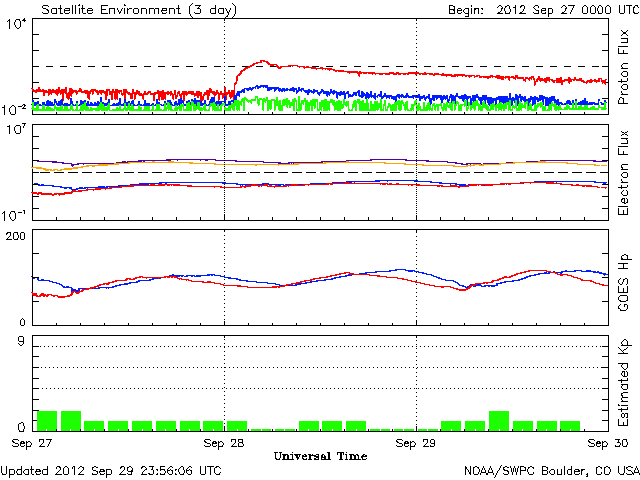 Satellite Environment (3 day) Begin: 2012 Sep 27 0000 UTC
10⁴
10⁻²
Proton Flux
10⁷
10⁻¹
Electron Flux
200
0
GOES Hp
9
0
Estimated Kp
Sep 27 Sep 28 Sep 29 Sep 30
Universal Time
Updated 2012 Sep 29 23:56:06 UTC NOAA/SWPC Boulder, CO USA